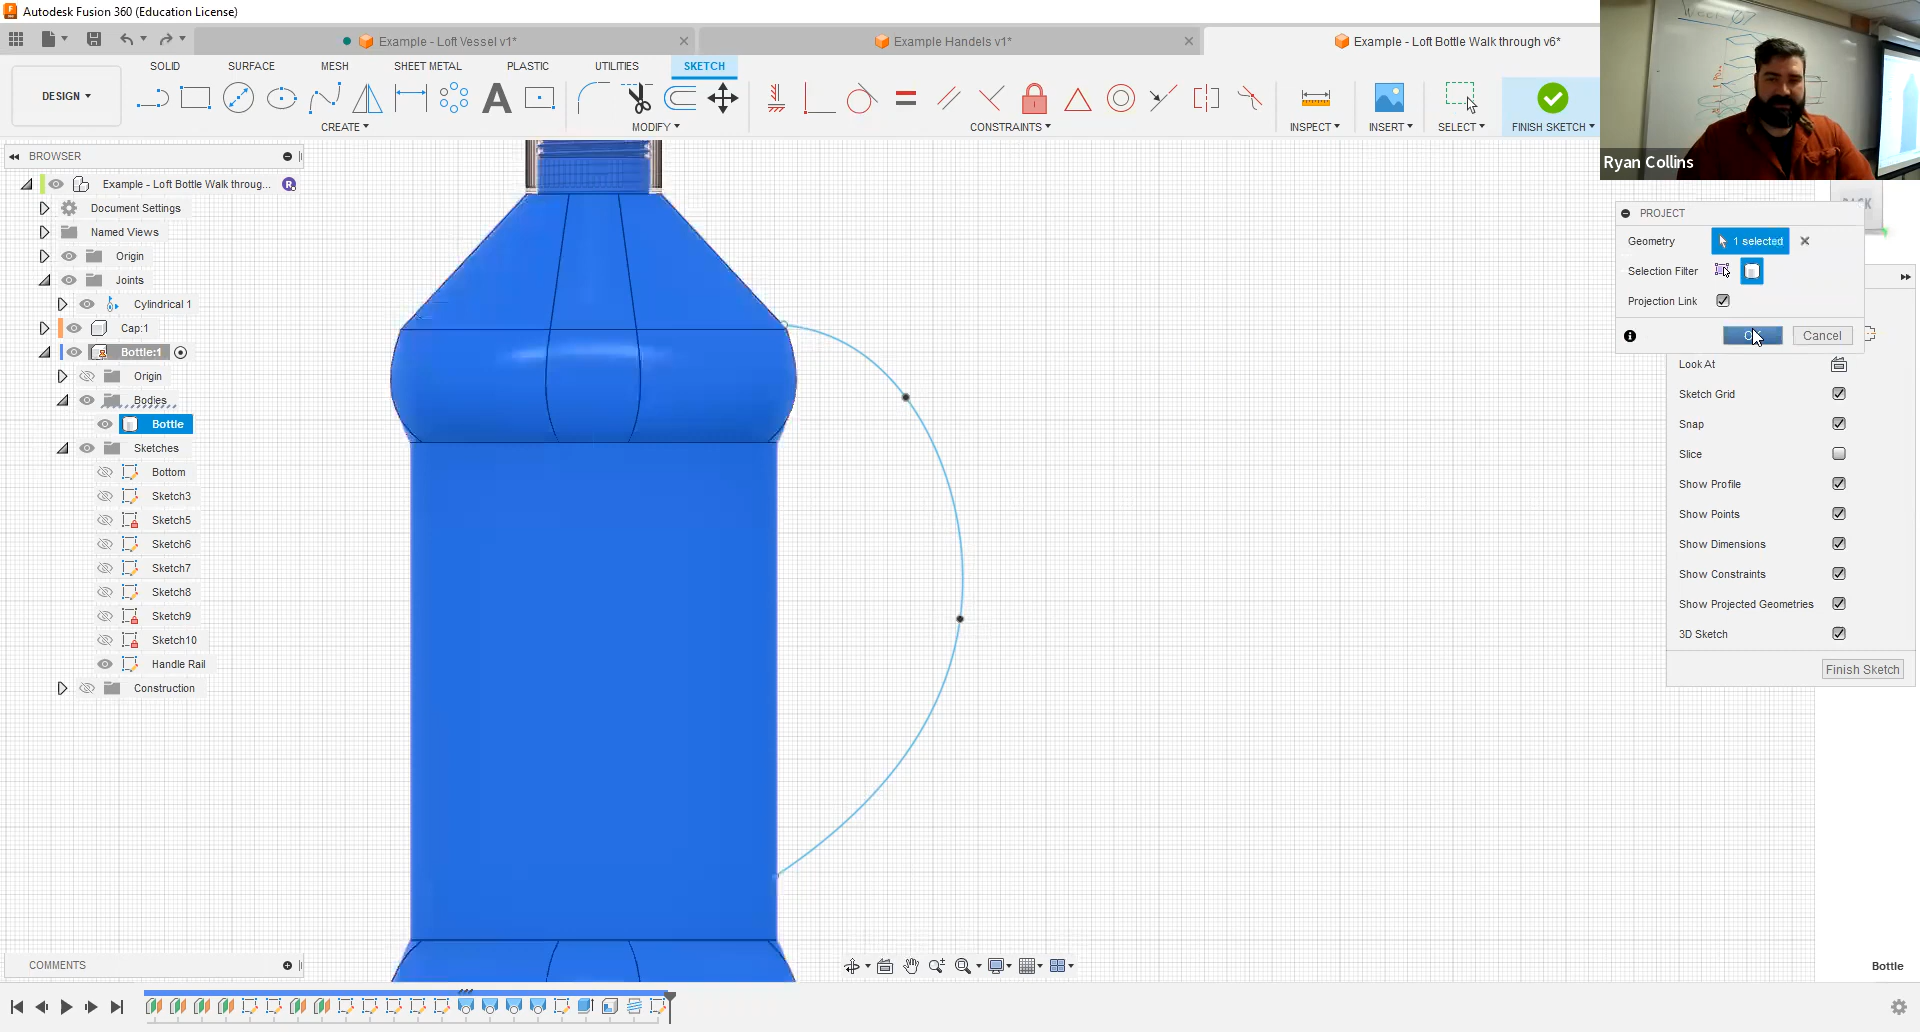 Autodesk Fusion 360 (Education License)
Example - Loft Vessel v1*
Example Handels v1*
Example - Loft Bottle Walk through v6*
DESIGN
SOLID
SURFACE
MESH
SHEET METAL
PLASTIC
UTILITIES
SKETCH
CREATE
MODIFY
CONSTRAINTS
INSPECT
INSERT
SELECT
FINISH SKETCH
Ryan Collins
BROWSER
Example - Loft Bottle Walk throug...
R
Document Settings
Named Views
Origin
Joints
Cylindrical 1
Cap:1
Bottle:1
Origin
Bodies
Bottle
Sketches
Bottom
Sketch3
Sketch5
Sketch6
Sketch7
Sketch8
Sketch9
Sketch10
Handle Rail
Construction
PROJECT
Geometry
1 selected
Selection Filter
Projection Link
Cancel
Look At
Sketch Grid
Snap
Slice
Show Profile
Show Points
Show Dimensions
Show Constraints
Show Projected Geometries
3D Sketch
Finish Sketch
COMMENTS
Bottle